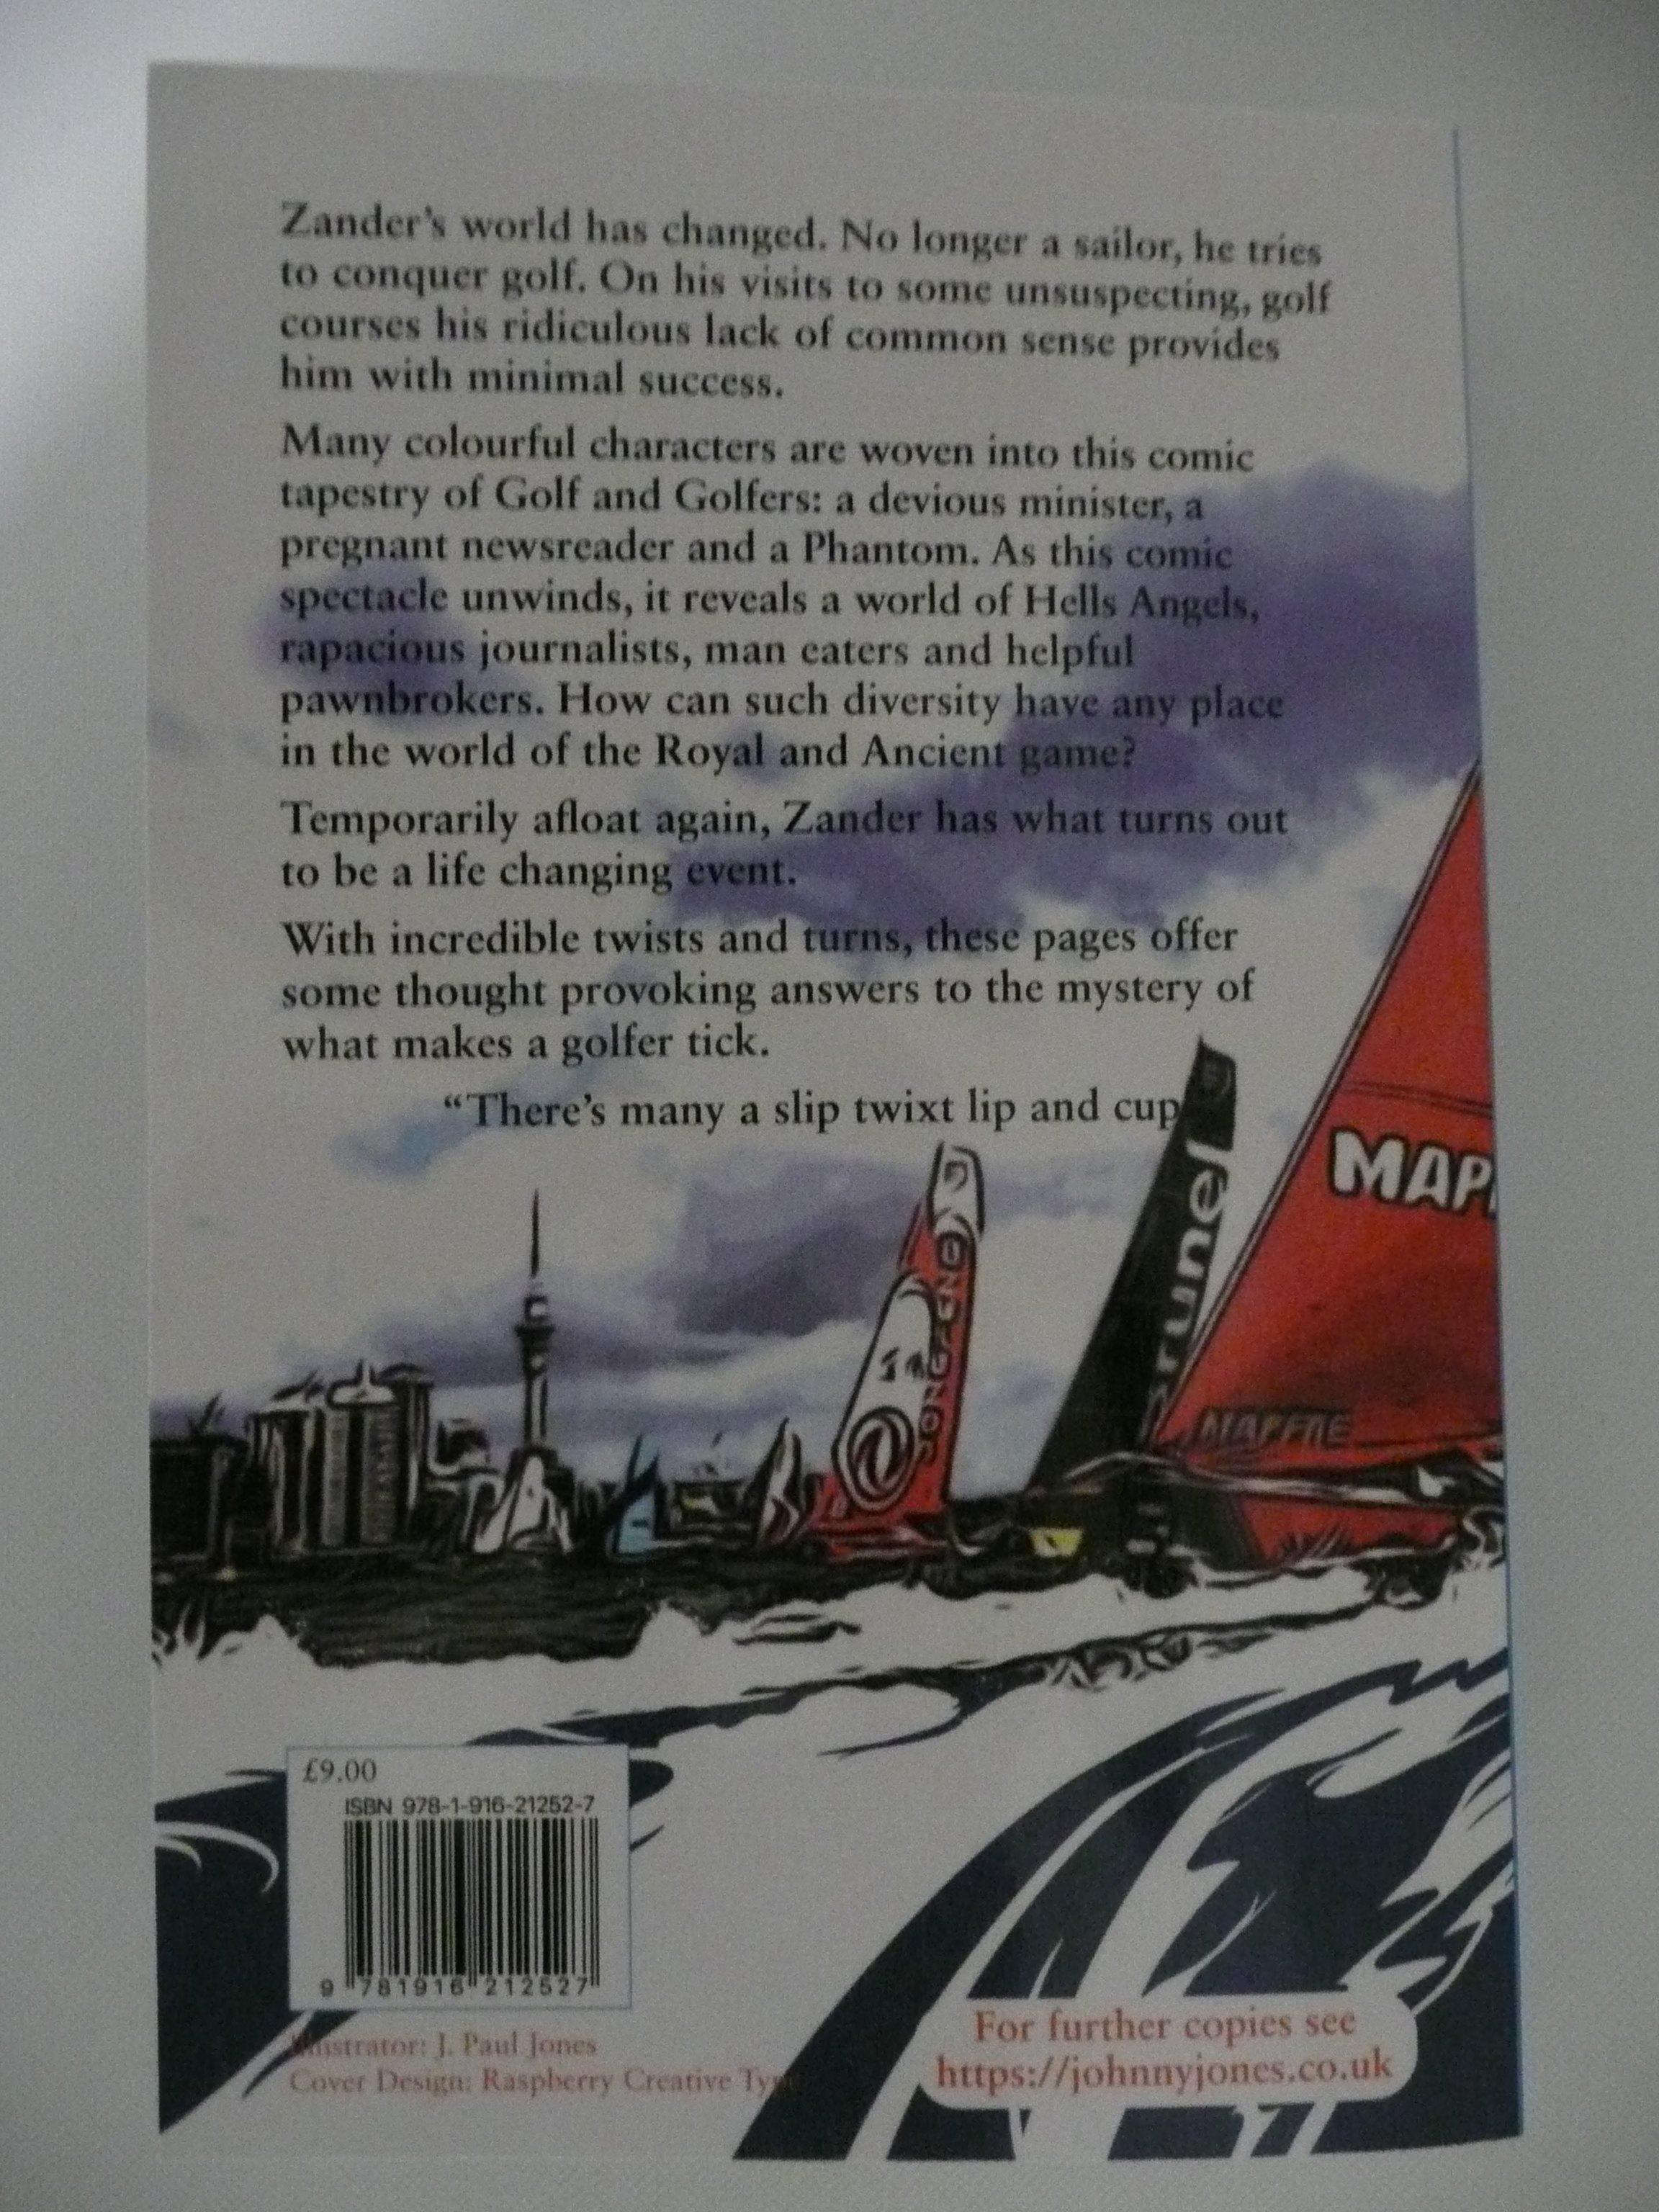 Zander's world has changed. No longer a sailor, he tries
to conquer golf. On his visits to some unsuspecting, golf
courses his ridiculous lack of common sense provides
him with minimal success.
Many colourful characters are woven into this comic
tapestry of Golf and Golfers: a devious minister, a
pregnant newsreader and a Phantom. As this comic
spectacle unwinds, it reveals a world of Hells Angels,
rapacious journalists, man eaters and helpful
pawnbrokers. How can such diversity have any place
in the world of the Royal and Ancient game?
Temporarily afloat again, Zander has what turns out
to be a life changing event.
With incredible twists and turns, these pages offer
some thought provoking answers to the mystery of
what makes a golfer tick.
"There's many a slip twixt lip and cup
MAP
runel
DONGFENG
MAPFRE
£9.00
ISBN 978-1-916-21252-7
9 781916 212527
Illustrator: J. Paul Jones
Cover Design: Raspberry Creative Type
For further copies see
https://johnnyjones.co.uk